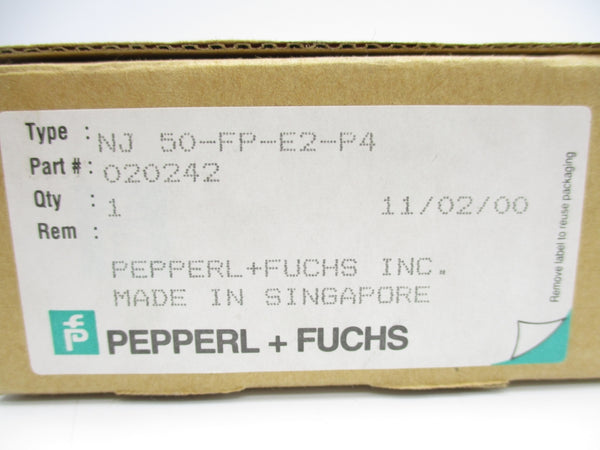 Type : NJ 50-FP-E2-P4
Part # : 020242
Qty : 1 11/02/00
Rem :
PEPPERL+FUCHS INC.
MADE IN SINGAPORE
fp PEPPERL + FUCHS
Remove label to reuse packaging